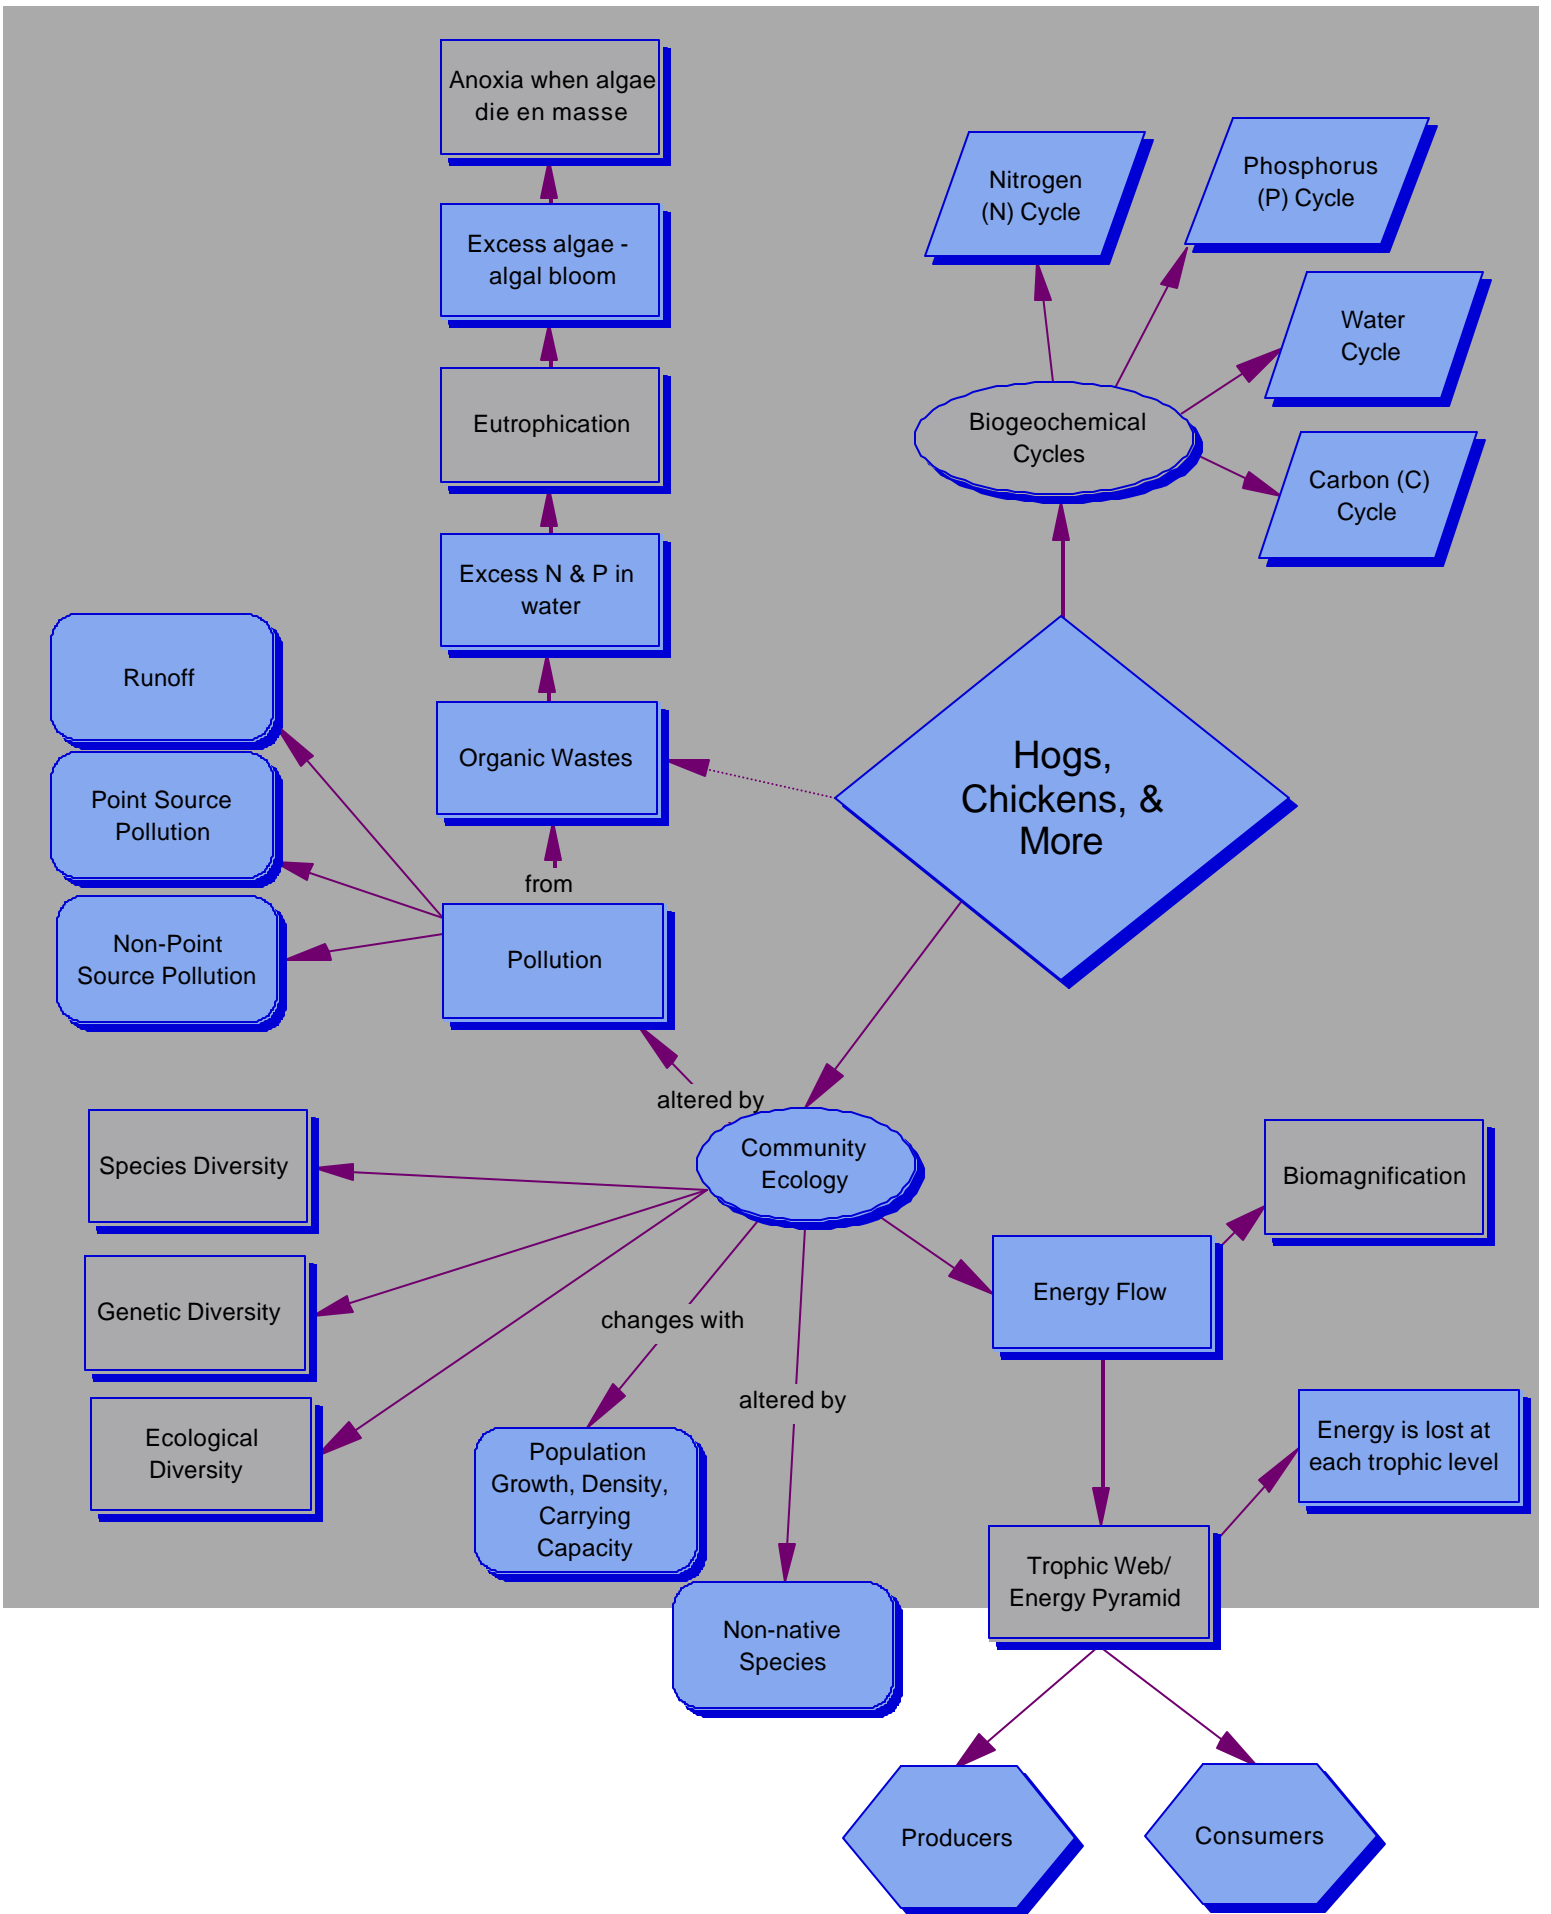 Anoxia when algae
die en masse
Nitrogen
(N) Cycle
Phosphorus
(P) Cycle
Excess algae -
algal bloom
Water
Cycle
Eutrophication
Biogeochemical
Cycles
Carbon (C)
Cycle
Excess N & P in
water
Runoff
Organic Wastes
Hogs,
Chickens, &
More
Point Source
Pollution
from
Non-Point
Source Pollution
Pollution
altered by
Community
Ecology
Species Diversity
Biomagnification
Genetic Diversity
Energy Flow
changes with
altered by
Ecological
Diversity
Population
Growth, Density,
Carrying
Capacity
Energy is lost at
each trophic level
Trophic Web/
Energy Pyramid
Non-native
Species
Producers
Consumers